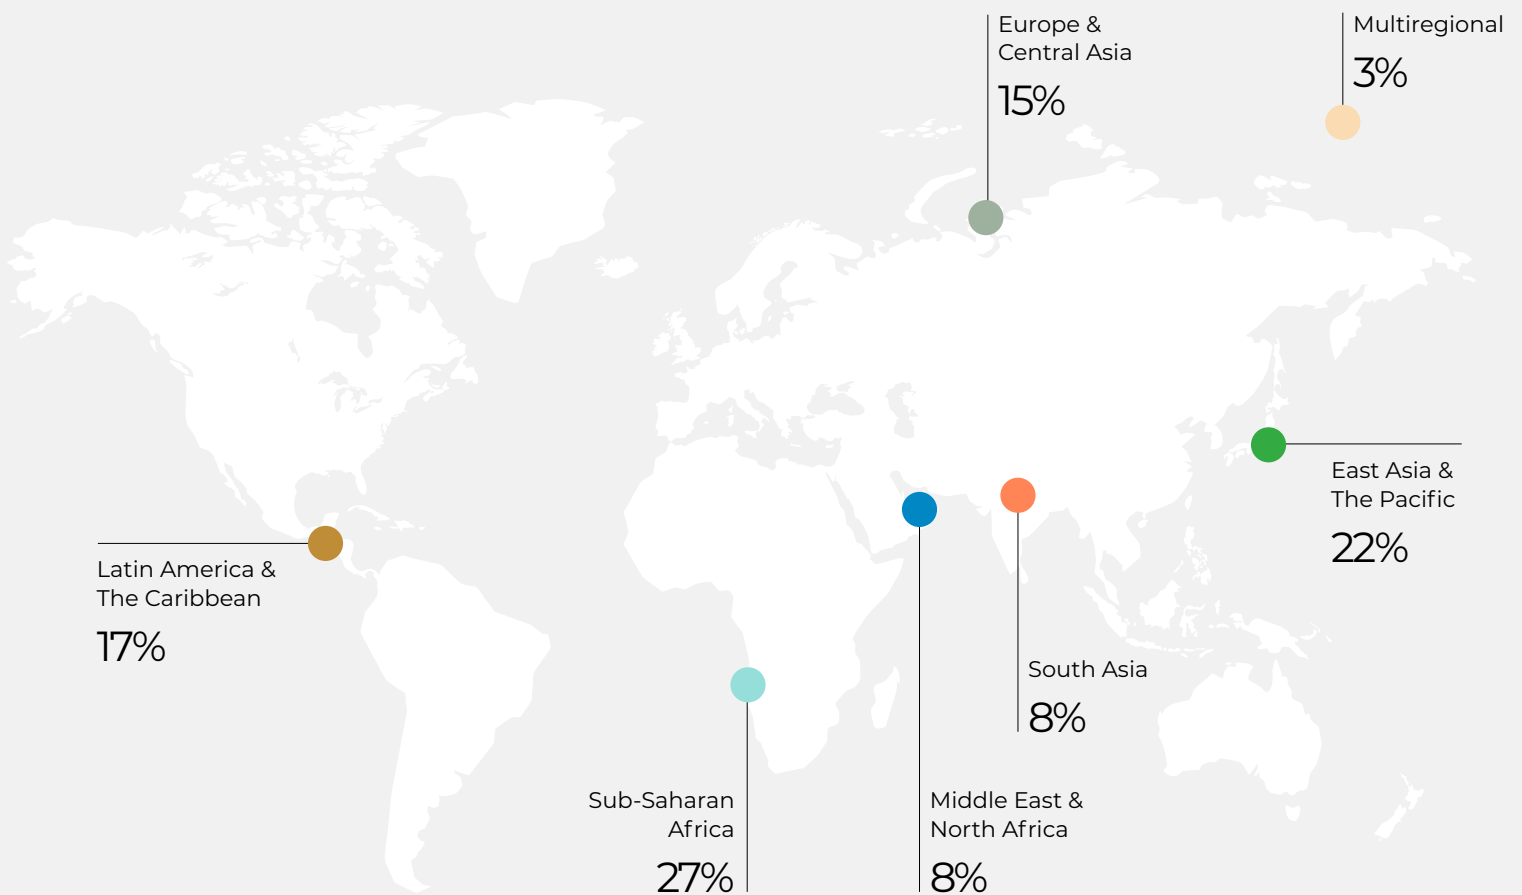 Europe &
Central Asia
15%
Multiregional
3%
East Asia &
The Pacific
22%
Latin America &
The Caribbean
17%
South Asia
8%
Sub-Saharan
Africa
27%
Middle East &
North Africa
8%